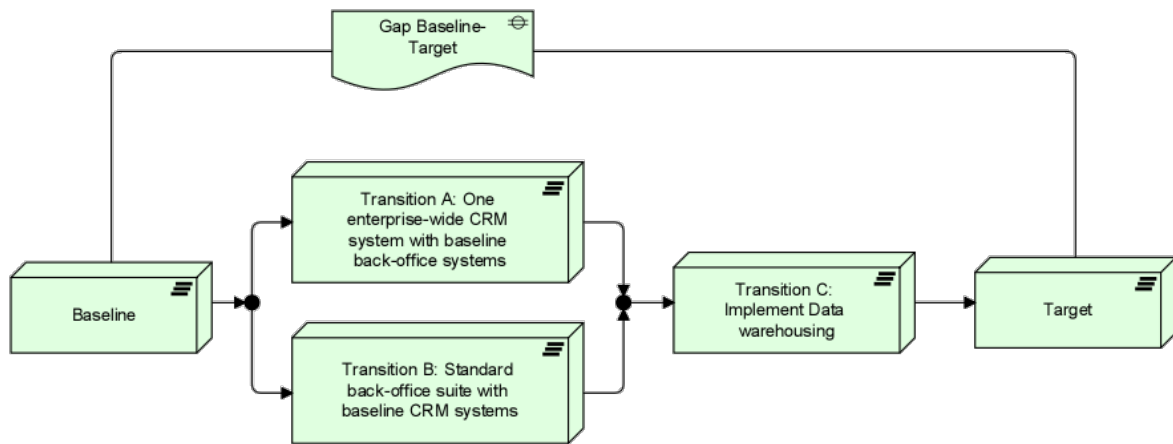 Gap Baseline-
Target
Transition A: One
enterprise-wide CRM
system with baseline
back-office systems
Baseline
Transition C:
Implement Data
warehousing
Target
Transition B: Standard
back-office suite with
baseline CRM systems